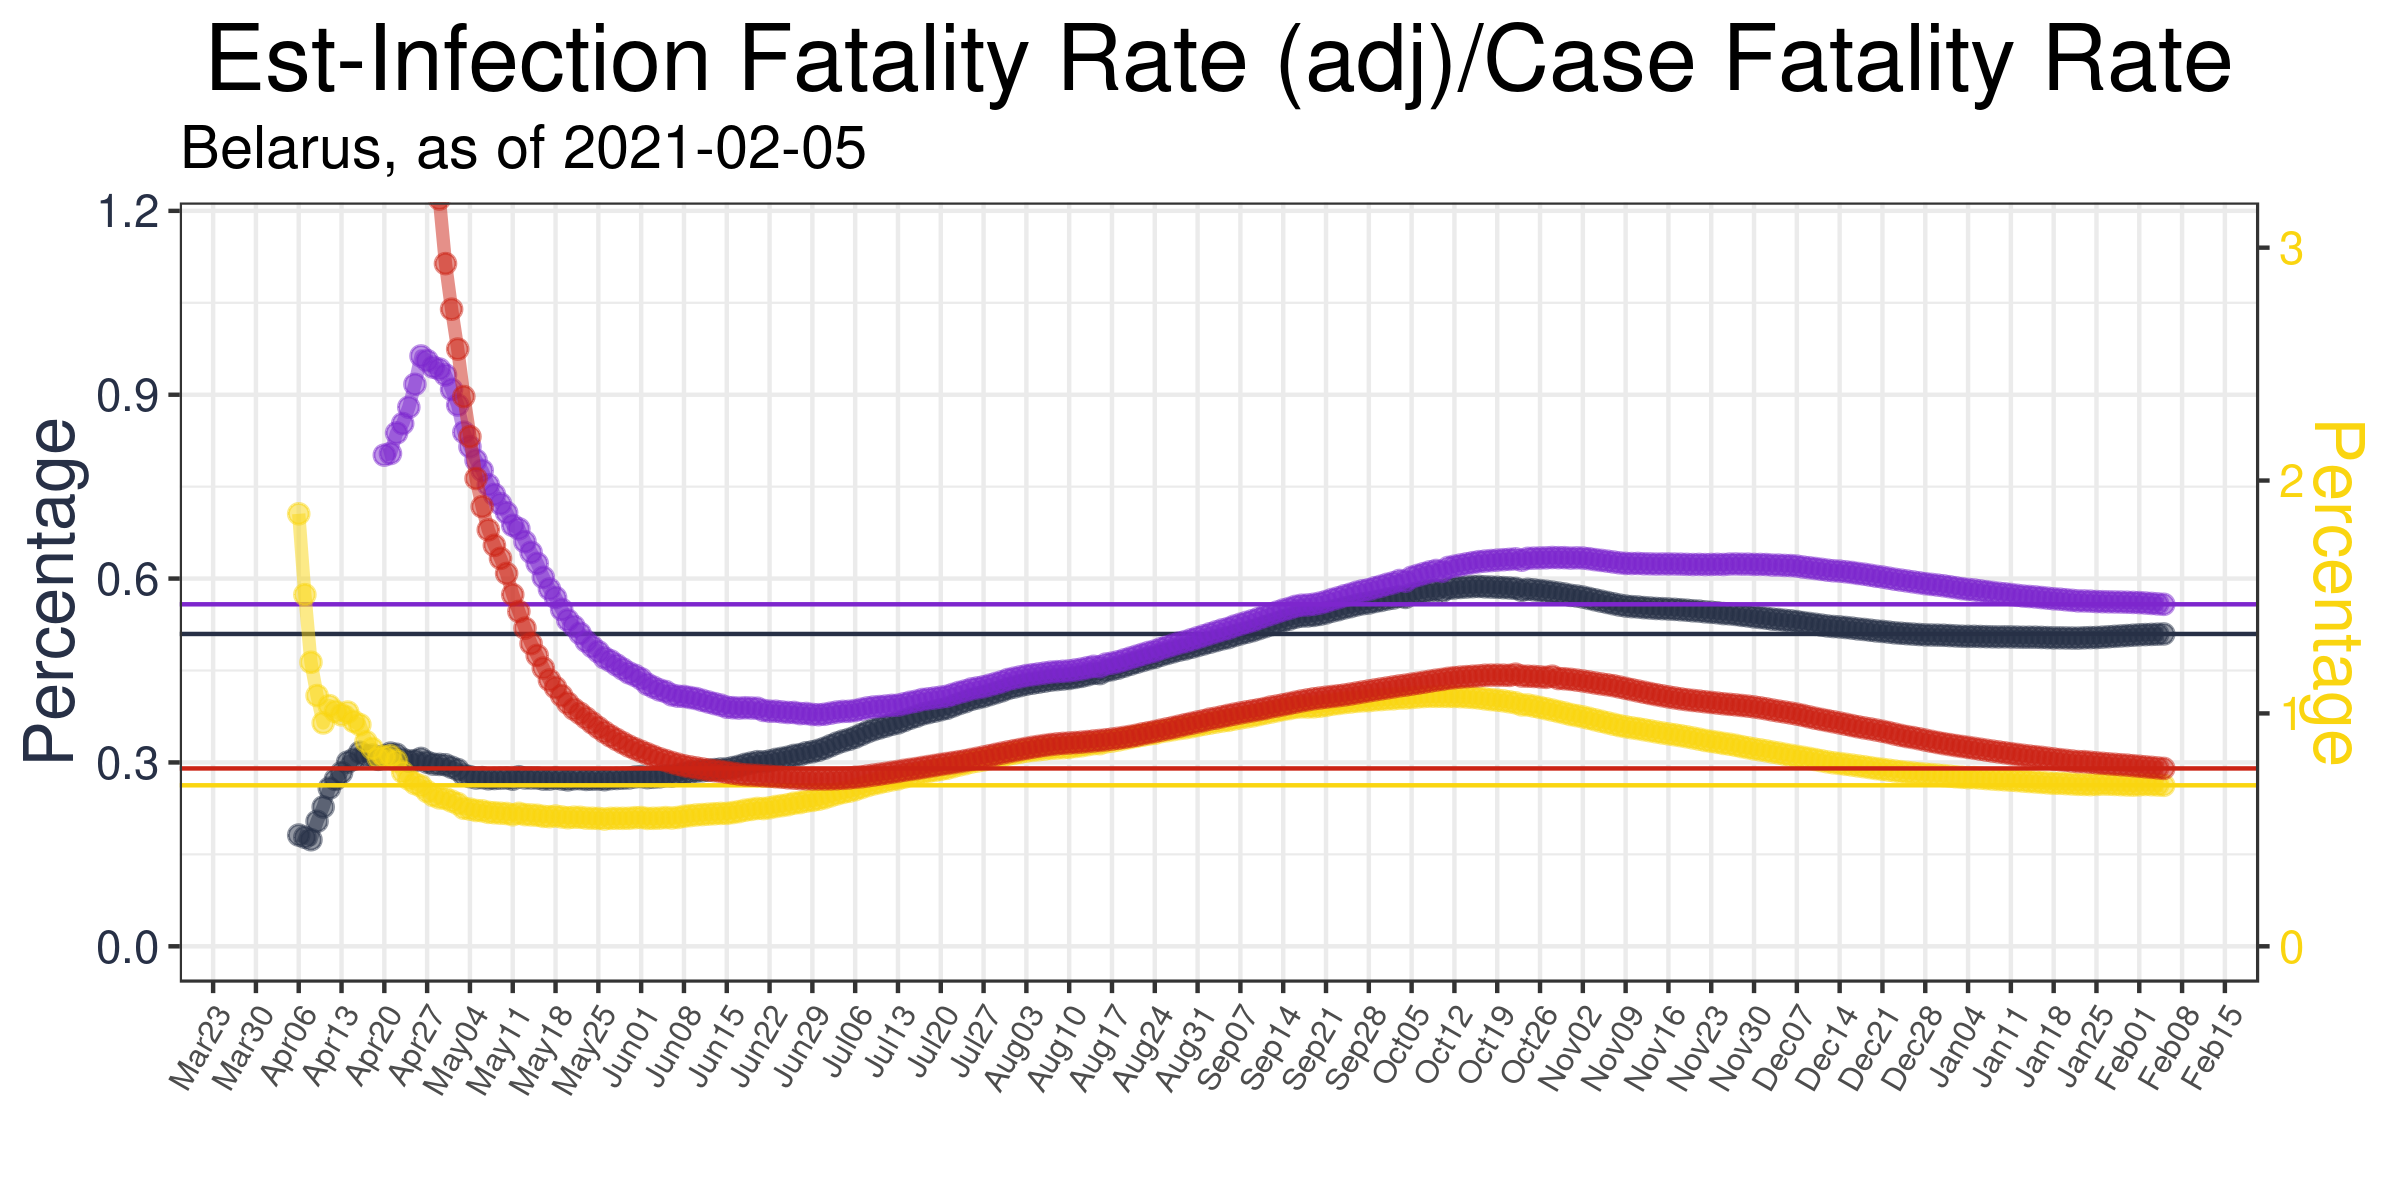 Est-Infection Fatality Rate (adj)/Case Fatality Rate
Belarus, as of 2021-02-05
Percentage
1.2
0.9
0.6
0.3
0.0
3
2
1
0
Percentage
Mar23 Mar30 Apr06 Apr13 Apr20 Apr27 May04 May11 May18 May25 Jun01 Jun08 Jun15 Jun22 Jun29 Jul06 Jul13 Jul20 Jul27 Aug03 Aug10 Aug17 Aug24 Aug31 Sep07 Sep14 Sep21 Sep28 Oct05 Oct12 Oct19 Oct26 Nov02 Nov09 Nov16 Nov23 Nov30 Dec07 Dec14 Dec21 Dec28 Jan04 Jan11 Jan18 Jan25 Feb01 Feb08 Feb15